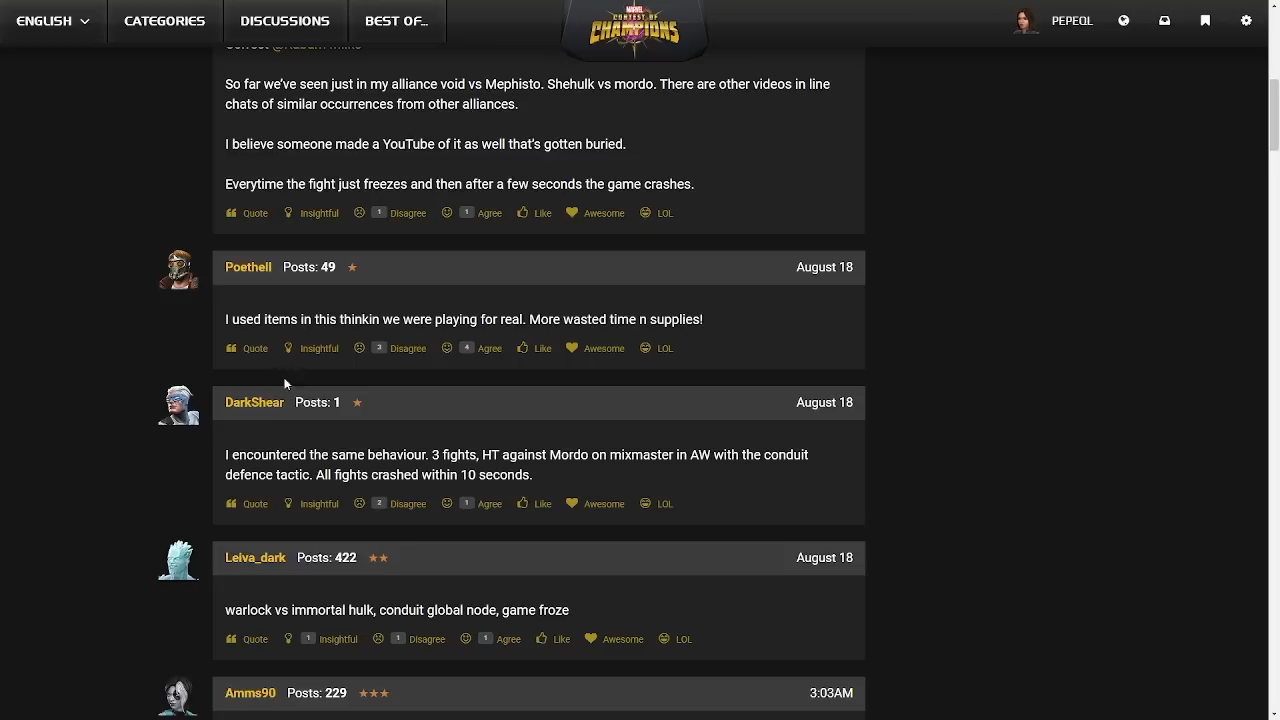 ENGLISH CATEGORIES DISCUSSIONS BEST OF... MARVEL CONTEST OF CHAMPIONS PEPEQL
So far we've seen just in my alliance void vs Mephisto. Shehulk vs mordo. There are other videos in line
chats of similar occurrences from other alliances.
I believe someone made a YouTube of it as well that's gotten buried.
Everytime the fight just freezes and then after a few seconds the game crashes.
Quote Insightful 1 Disagree 1 Agree Like Awesome LOL
Poethell Posts: 49 August 18
I used items in this thinkin we were playing for real. More wasted time n supplies!
Quote Insightful 3 Disagree 4 Agree Like Awesome LOL
DarkShear Posts: 1 August 18
I encountered the same behaviour. 3 fights, HT against Mordo on mixmaster in AW with the conduit
defence tactic. All fights crashed within 10 seconds.
Quote Insightful 2 Disagree 1 Agree Like Awesome LOL
Leiva_dark Posts: 422 August 18
warlock vs immortal hulk, conduit global node, game froze
Quote 1 Insightful 1 Disagree 1 Agree Like Awesome LOL
Amms90 Posts: 229 3:03AM